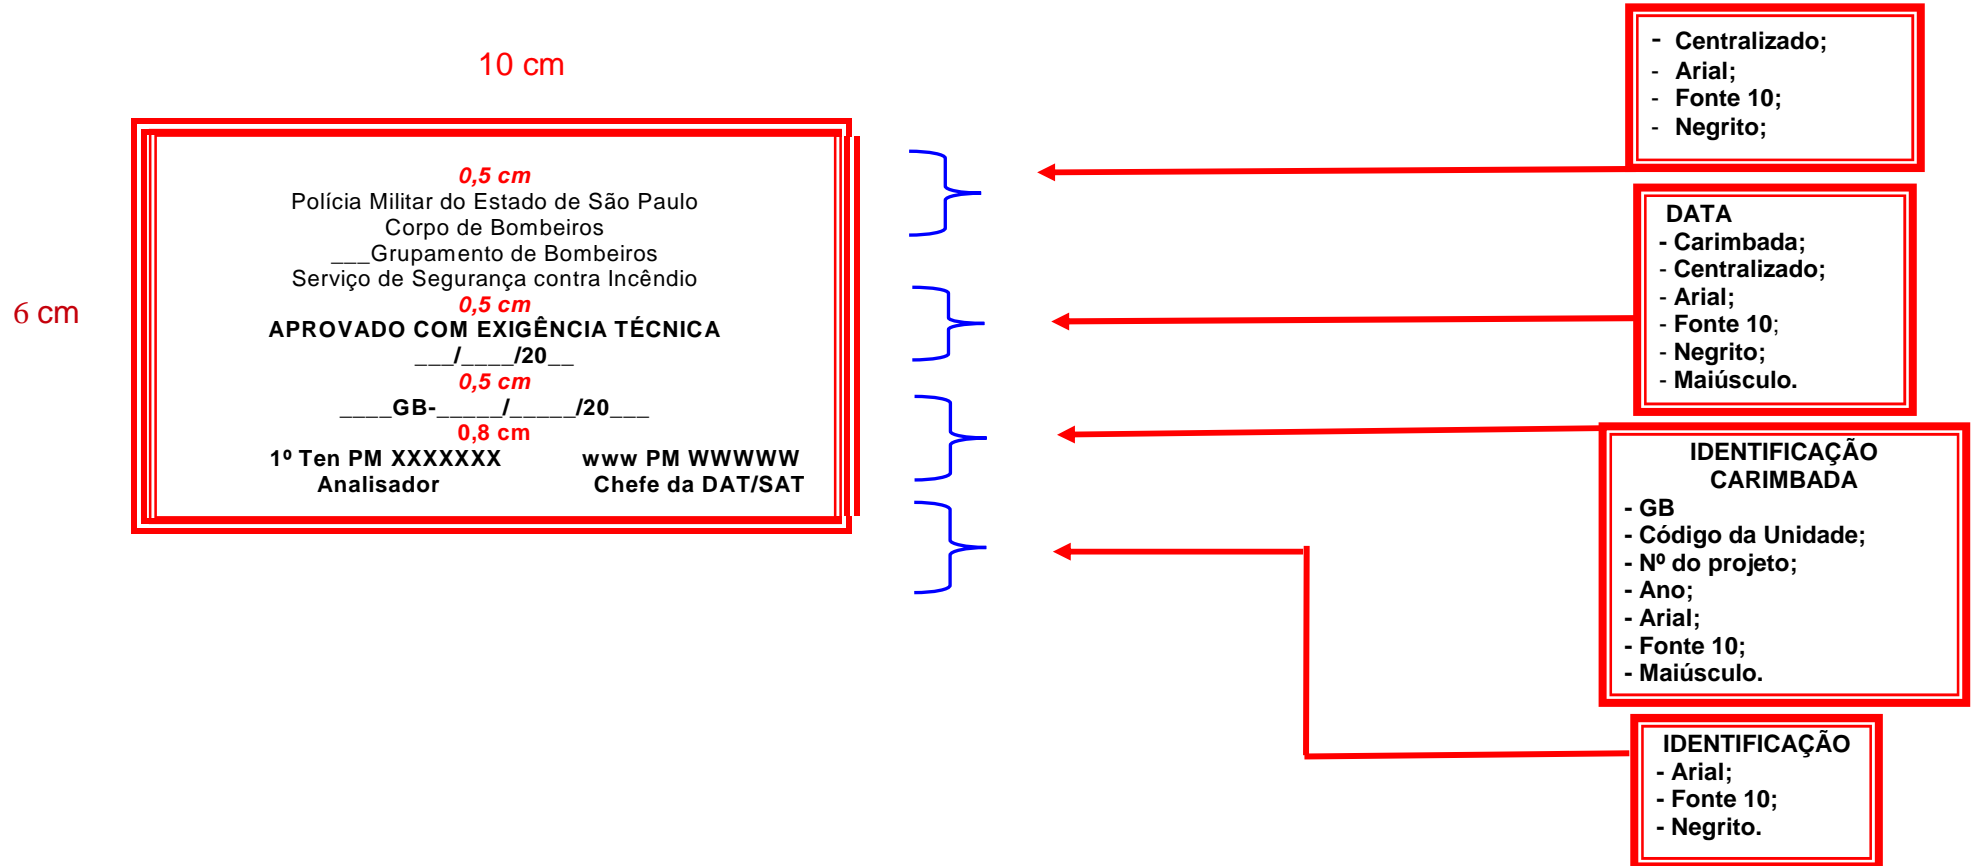 10 cm
6 cm
0,5 cm
Polícia Militar do Estado de São Paulo
Corpo de Bombeiros
___Grupamento de Bombeiros
Serviço de Segurança contra Incêndio
0,5 cm
APROVADO COM EXIGÊNCIA TÉCNICA
___/____/20__
0,5 cm
____GB-_____/_____/20___
0,8 cm
1º Ten PM XXXXXXX www PM WWWWW
Analisador Chefe da DAT/SAT
- Centralizado;
- Arial;
- Fonte 10;
- Negrito;
DATA
- Carimbada;
- Centralizado;
- Arial;
- Fonte 10;
- Negrito;
- Maiúsculo.
IDENTIFICAÇÃO
CARIMBADA
- GB
- Código da Unidade;
- Nº do projeto;
- Ano;
- Arial;
- Fonte 10;
- Maiúsculo.
IDENTIFICAÇÃO
- Arial;
- Fonte 10;
- Negrito.